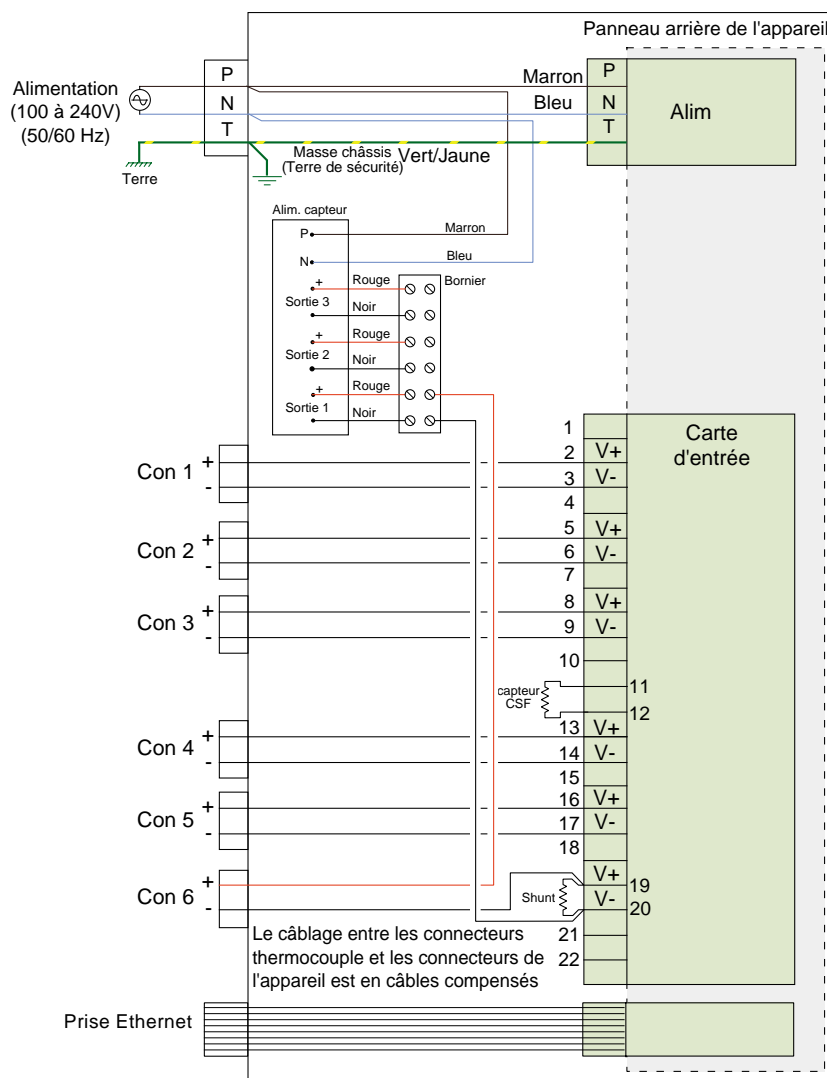 Panneau arrière de l'appareil
P
N
T
Marron
Bleu
P
N
T
Alim
Alimentation
(100 à 240V)
(50/60 Hz)
Terre
Masse châssis
(Terre de sécurité)
Vert/Jaune
Alim. capteur
P
Marron
N
Bleu
+
Rouge
Bornier
Sortie 3
Noir
+
Rouge
Sortie 2
Noir
+
Rouge
Sortie 1
Noir
Carte
d'entrée
1
2 V+
3 V-
4
5 V+
6 V-
7
8 V+
9 V-
10
11
12
13 V+
14 V-
15
16 V+
17 V-
18
V+ 19
V- 20
21
22
Con 1 +
-
Con 2 +
-
Con 3 +
-
capteur
CSF
Con 4 +
-
Con 5 +
-
Con 6 +
-
Shunt
Le câblage entre les connecteurs
thermocouple et les connecteurs de
l'appareil est en câbles compensés
Prise Ethernet